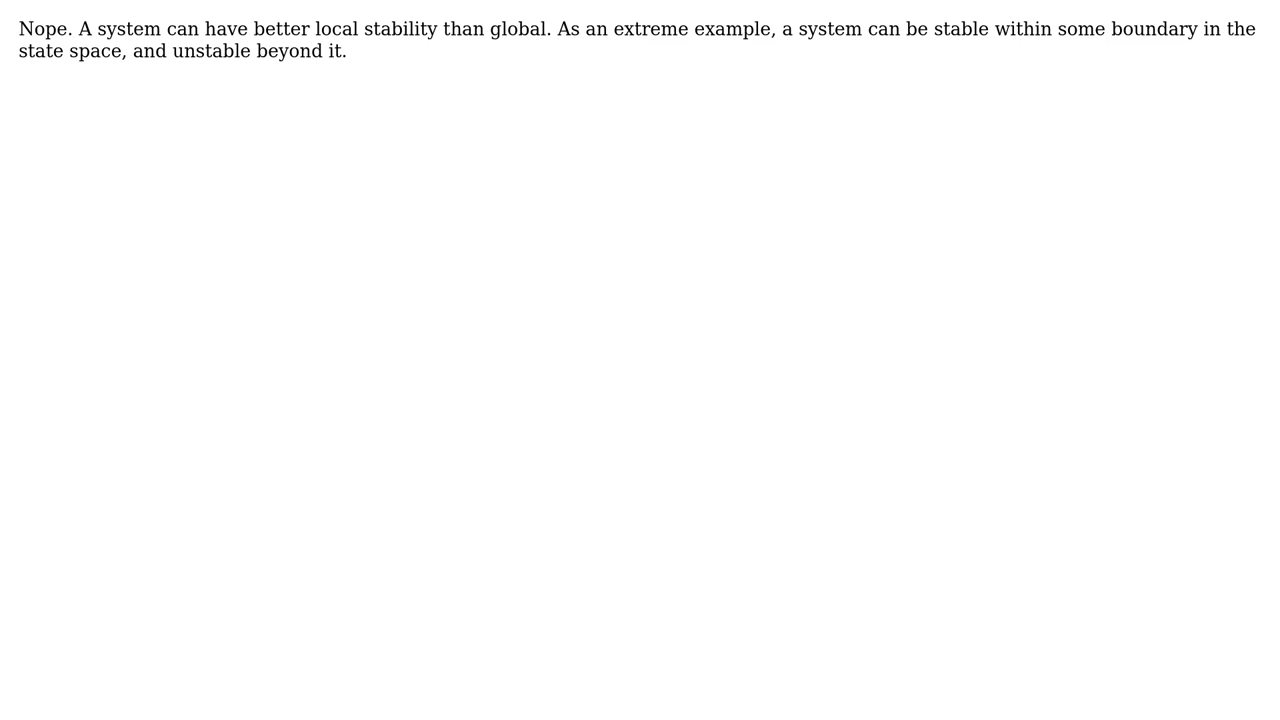 Nope. A system can have better local stability than global. As an extreme example, a system can be stable within some boundary in the
state space, and unstable beyond it.